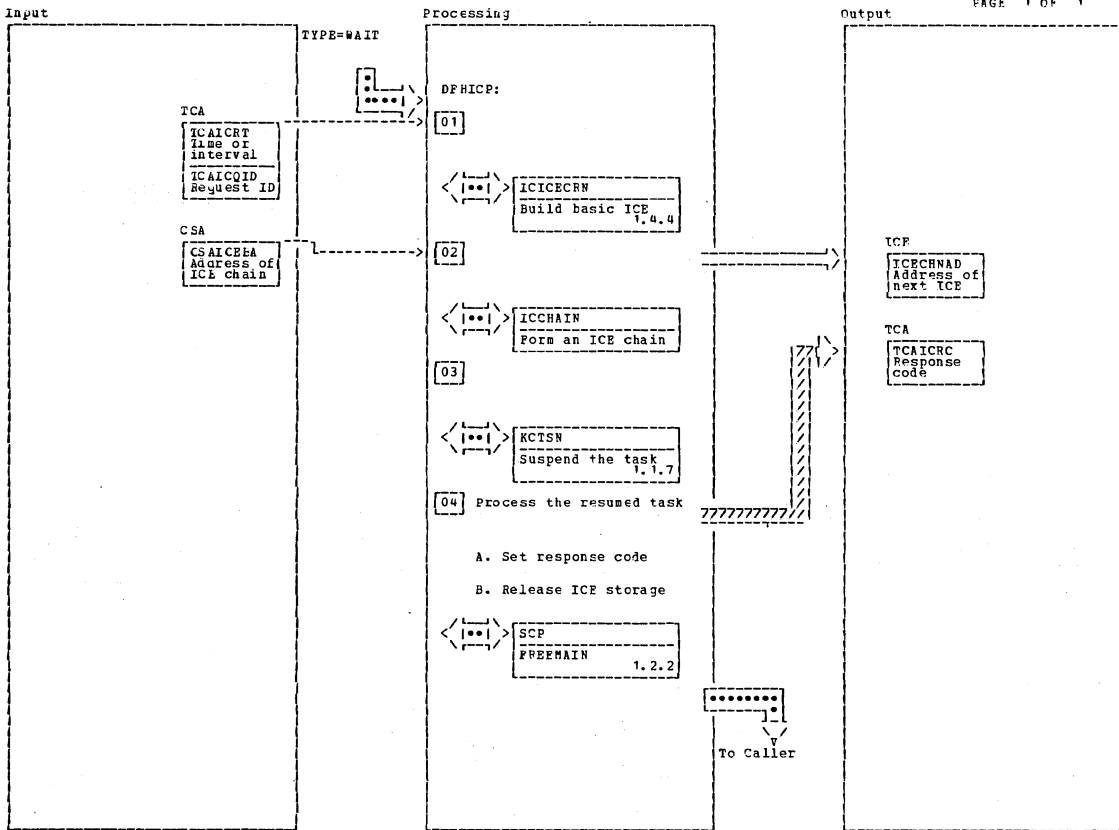 PAGE 1 OF 1
Input
Processing
Output
TYPE=WAIT
DFHICP:
TCA
TCAICRT
Time or
interval
TCAICQID
Request ID
01
ICICECRN
Build basic ICE
1.4.4
CSA
CSAICEBA
Address of
ICE chain
02
ICE
ICECHNAD
Address of
next ICE
ICCHAIN
Form an ICE chain
TCA
TCAICRC
Response
code
03
KCTSN
Suspend the task
1.1.7
04 Process the resumed task
A. Set response code
B. Release ICE storage
SCP
FREEMAIN
1.2.2
To Caller